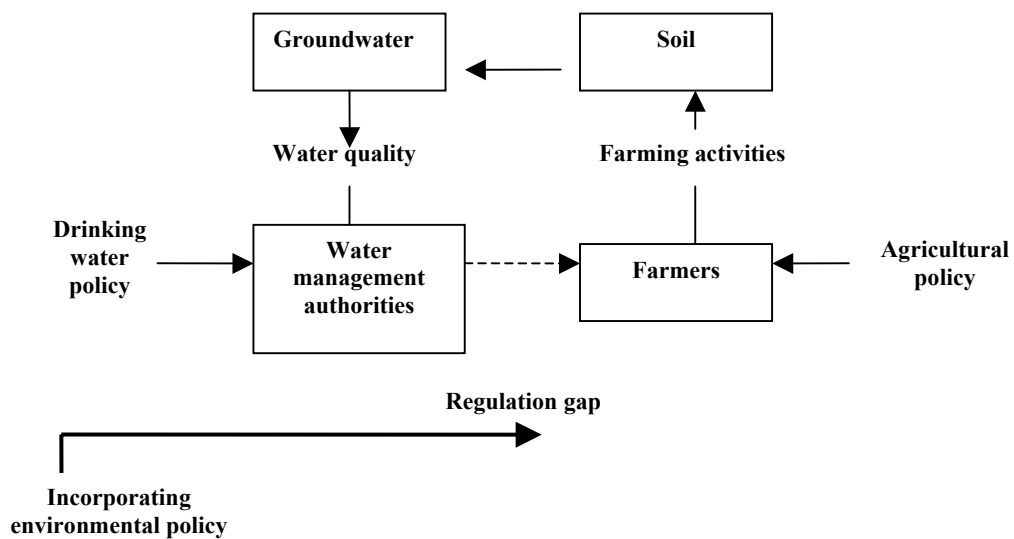 Groundwater
Soil
Water quality
Farming activities
Drinking
water
policy
Water
management
authorities
Farmers
Agricultural
policy
Regulation gap
Incorporating
environmental policy